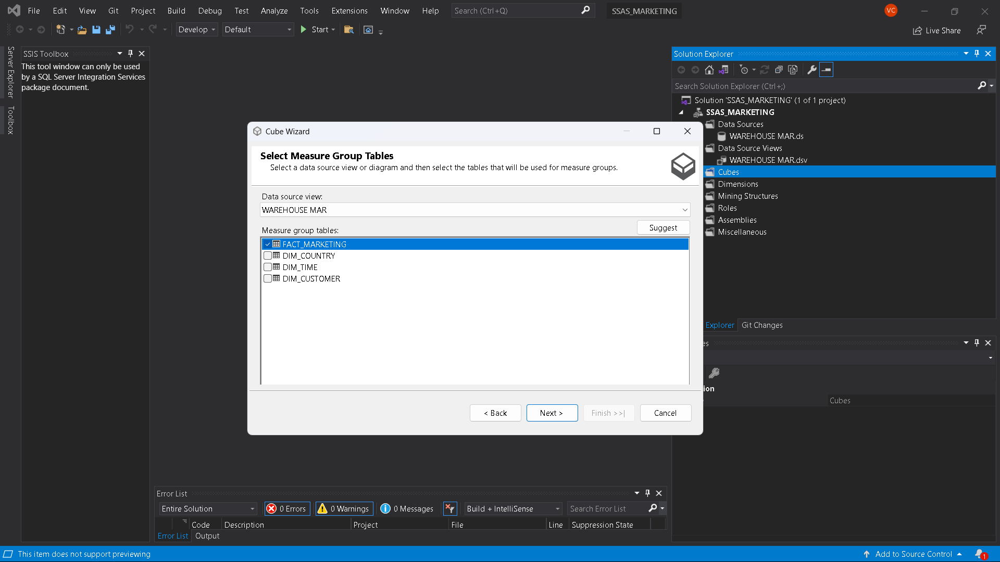 File Edit View Git Project Build Debug Test Analyze Tools Extensions Window Help Search (Ctrl+Q) SSAS_MARKETING VC
Develop Default Start Live Share
Server Explorer
Toolbox
SSIS Toolbox
This tool window can only be used
by a SQL Server Integration Services
package document.
Cube Wizard
Select Measure Group Tables
Select a data source view or diagram and then select the tables that will be used for measure groups.
Data source view:
WAREHOUSE MAR
Measure group tables:
Suggest
FACT_MARKETING
DIM_COUNTRY
DIM_TIME
DIM_CUSTOMER
< Back Next > Finish >>| Cancel
Solution Explorer
Search Solution Explorer (Ctrl+;)
Solution 'SSAS_MARKETING' (1 of 1 project)
SSAS_MARKETING
Data Sources
WAREHOUSE MAR.ds
Data Source Views
WAREHOUSE MAR.dsv
Cubes
Dimensions
Mining Structures
Roles
Assemblies
Miscellaneous
Explorer Git Changes
es
ion
Cubes
Error List
Entire Solution 0 Errors 0 Warnings 0 Messages Build + IntelliSense Search Error List
Code Description Project File Line Suppression State
Error List Output
This item does not support previewing Add to Source Control 1